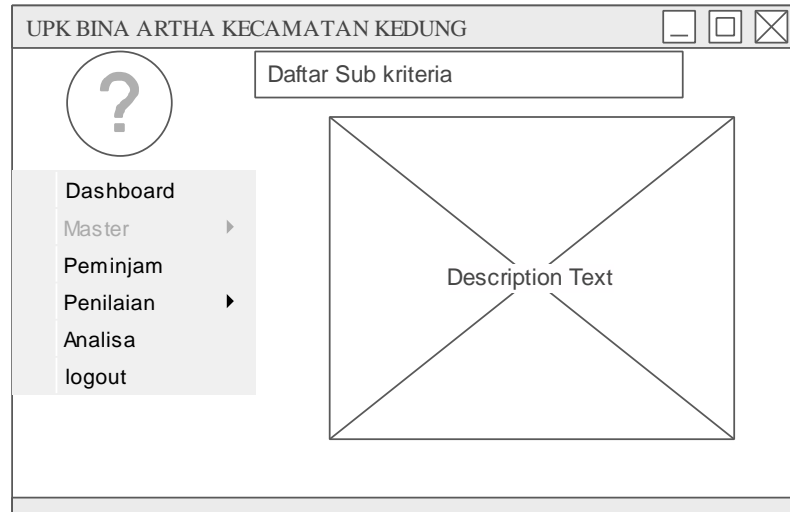 UPK BINA ARTHA KECAMATAN KEDUNG
?
Daftar Sub kriteria
Dashboard
Master
Peminjam
Penilaian
Analisa
logout
Description Text